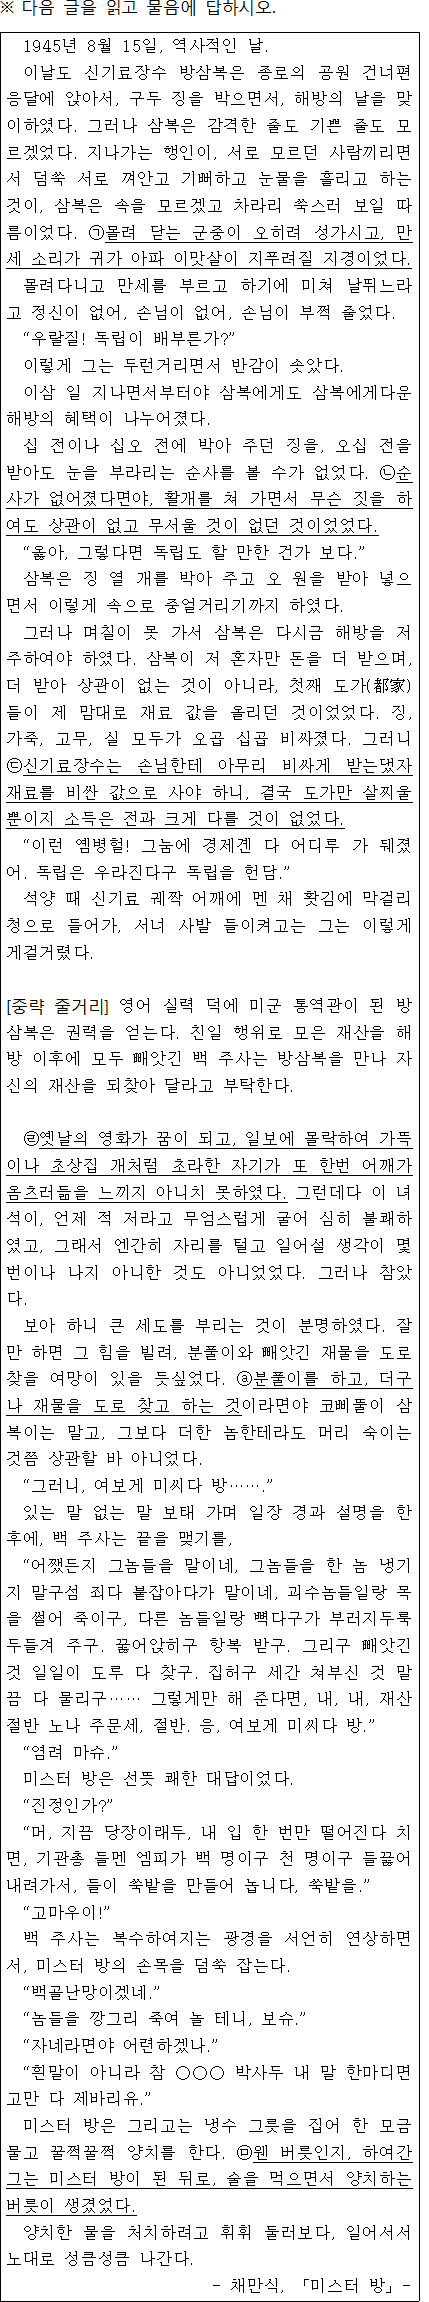 ※ 다음 글을 읽고 물음에 답하시오.
1945년 8월 15일, 역사적인 날.
이날도 신기료장수 방삼복은 종로의 공원 건너편
응달에 앉아서, 구두 징을 박으면서, 해방의 날을 맞
이하였다. 그러나 삼복은 감격한 줄도 기쁜 줄도 모
르겠었다. 지나가는 행인이, 서로 모르던 사람끼리면
서 덤쑥 서로 껴안고 기뻐하고 눈물을 흘리고 하는
것이, 삼복은 속을 모르겠고 차라리 쑥스러 보일 따
름이었다. ㉠몰려 닫는 군중이 오히려 성가시고, 만
세 소리가 귀가 아파 이맛살이 지푸려질 지경이었다.
몰려다니고 만세를 부르고 하기에 미쳐 날뛰느라
고 정신이 없어, 손님이 없어, 손님이 부쩍 줄었다.
“우랄질! 독립이 배부른가?”
이렇게 그는 두런거리면서 반감이 솟았다.
이삼 일 지나면서부터야 삼복에게도 삼복에게다운
해방의 혜택이 나누어졌다.
십 전이나 십오 전에 박아 주던 징을, 오십 전을
받아도 눈을 부라리는 순사를 볼 수가 없었다. ㉡순
사가 없어졌다면야, 활개를 쳐 가면서 무슨 짓을 하
여도 상관이 없고 무서울 것이 없던 것이었었다.
“옳아, 그렇다면 독립도 할 만한 건가 보다.”
삼복은 징 열 개를 박아 주고 오 원을 받아 넣으
면서 이렇게 속으로 중얼거리기까지 하였다.
그러나 며칠이 못 가서 삼복은 다시금 해방을 저
주하여야 하였다. 삼복이 저 혼자만 돈을 더 받으며,
더 받아 상관이 없는 것이 아니라, 첫째 도가(都家)
들이 제 맘대로 재료 값을 올리던 것이었었다. 징,
가죽, 고무, 실 모두가 오곱 십곱 비싸졌다. 그러니
㉢신기료장수는 손님한테 아무리 비싸게 받는댔자
재료를 비싼 값으로 사야 하니, 결국 도가만 살찌울
뿐이지 소득은 전과 크게 다를 것이 없었다.
“이런 옘병헐! 그눔에 경제겐 다 어디루 가 뒈졌
어. 독립은 우라진다구 독립을 헌담.”
석양 때 신기료 궤짝 어깨에 멘 채 홧김에 막걸리
청으로 들어가, 서너 사발 들이켜고는 그는 이렇게
게걸거렸다.
[중략 줄거리] 영어 실력 덕에 미군 통역관이 된 방
삼복은 권력을 얻는다. 친일 행위로 모은 재산을 해
방 이후에 모두 빼앗긴 백 주사는 방삼복을 만나 자
신의 재산을 되찾아 달라고 부탁한다.
㉣옛날의 영화가 꿈이 되고, 일보에 몰락하여 가뜩
이나 초상집 개처럼 초라한 자기가 또 한번 어깨가
옴츠러듦을 느끼지 아니치 못하였다. 그런데다 이 녀
석이, 언제 적 저라고 무엄스럽게 굴어 심히 불쾌하
였고, 그래서 엔간히 자리를 털고 일어설 생각이 몇
번이나 나지 아니한 것도 아니었었다. 그러나 참았
다.
보아 하니 큰 세도를 부리는 것이 분명하였다. 잘
만 하면 그 힘을 빌려, 분풀이와 빼앗긴 재물을 도로
찾을 여망이 있을 듯싶었다. ⓐ분풀이를 하고, 더구
나 재물을 도로 찾고 하는 것이라면야 코삐뚤이 삼
복이는 말고, 그보다 더한 놈한테라도 머리 숙이는
것쯤 상관할 바 아니었다.
“그러니, 여보게 미씨다 방…….”
있는 말 없는 말 보태 가며 일장 경과 설명을 한
후에, 백 주사는 끝을 맺기를,
“어쨌든지 그놈들을 말이네, 그놈들을 한 놈 냉기
지 말구섬 죄다 붙잡아다가 말이네, 괴수놈들일랑 목
을 썰어 죽이구, 다른 놈들일랑 뼉다구가 부러지두룩
두들겨 주구. 꿇어앉히구 항복 받구. 그리구 빼앗긴
것 일일이 도루 다 찾구. 집허구 세간 쳐부신 것 말
끔 다 물리구…… 그렇게만 해 준다면, 내, 내, 재산
절반 노나 주문세, 절반. 응, 여보게 미씨다 방.”
“염려 마슈.”
미스터 방은 선뜻 쾌한 대답이었다.
“진정인가?”
“머, 지끔 당장이래두, 내 입 한 번만 떨어진다 치
면, 기관총 들멘 엠피가 백 명이구 천 명이구 들끓어
내려가서, 들이 쑥밭을 만들어 놉니다, 쑥밭을.”
“고마우이!”
백 주사는 복수하여지는 광경을 서언히 연상하면
서, 미스터 방의 손목을 덤쑥 잡는다.
“백골난망이겠네.”
“놈들을 깡그리 죽여 놀 테니, 보슈.”
“자네라면야 어련하겠나.”
“흰말이 아니라 참 ○○○ 박사두 내 말 한마디면
고만 다 제바리유.”
미스터 방은 그리고는 냉수 그릇을 집어 한 모금
물고 꿀쩍꿀쩍 양치를 한다. ㉤웬 버릇인지, 하여간
그는 미스터 방이 된 뒤로, 술을 먹으면서 양치하는
버릇이 생겼었다.
양치한 물을 처치하려고 휘휘 둘러보다, 일어서서
노대로 성큼성큼 나간다.
- 채만식, 「미스터 방」-